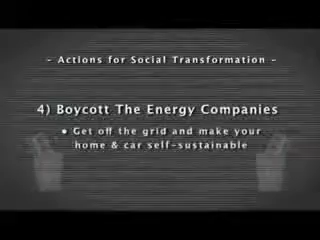 - Actions for Social Transformation -
4) Boycott The Energy Companies
• Get off the grid and make your
home & car self-sustainable